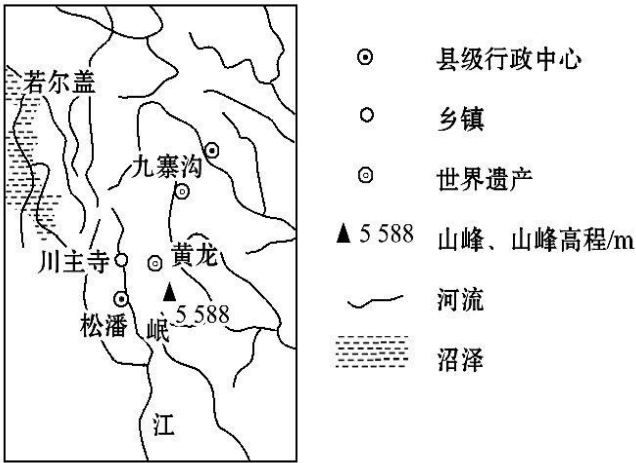 若尔盖
九寨沟
川主寺
黄龙
松潘
5 588
岷
江
县级行政中心
乡镇
世界遗产
5 588 山峰、山峰高程/m
河流
沼泽